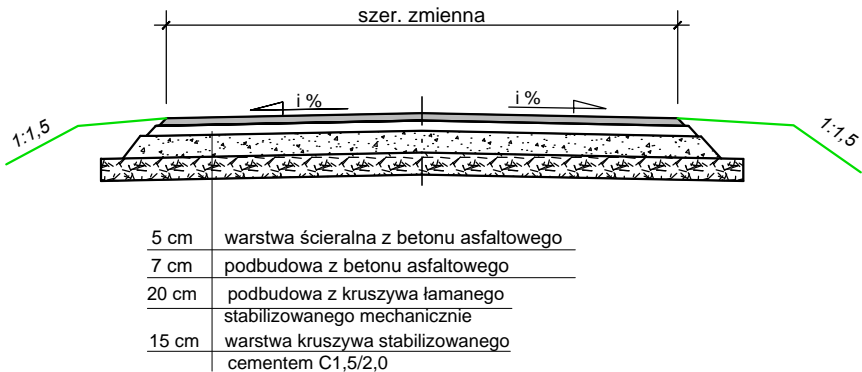 szer. zmienna
i % i %
1:1,5 1:1,5
5 cm warstwa ścieralna z betonu asfaltowego
7 cm podbudowa z betonu asfaltowego
20 cm podbudowa z kruszywa łamanego
stabilizowanego mechanicznie
15 cm warstwa kruszywa stabilizowanego
cementem C1,5/2,0